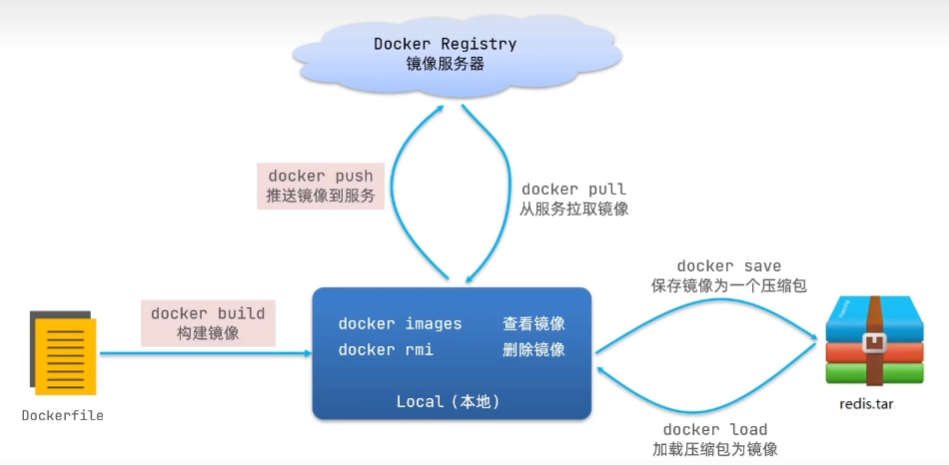 Docker Registry
镜像服务器
docker push
推送镜像到服务
docker pull
从服务拉取镜像
docker save
保存镜像为一个压缩包
docker build
构建镜像
docker images 查看镜像
docker rmi 删除镜像
Local（本地）
Dockerfile
redis.tar
docker load
加载压缩包为镜像